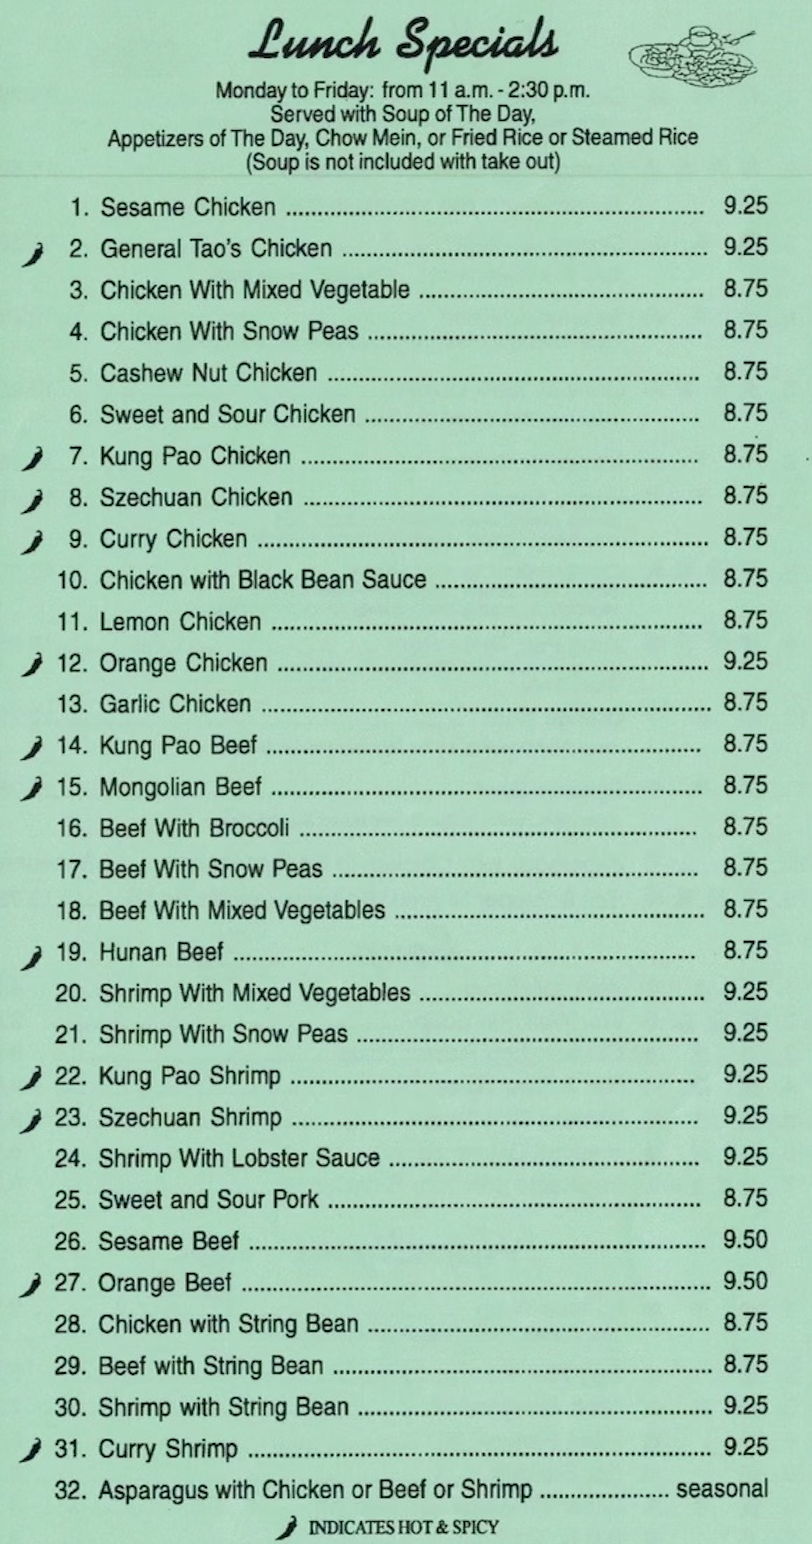 Lunch Specials
Monday to Friday: from 11 a.m. - 2:30 p.m.
Served with Soup of The Day,
Appetizers of The Day, Chow Mein, or Fried Rice or Steamed Rice
(Soup is not included with take out)
1. Sesame Chicken ........ 9.25
2. General Tao's Chicken ........ 9.25
3. Chicken With Mixed Vegetable ........ 8.75
4. Chicken With Snow Peas ........ 8.75
5. Cashew Nut Chicken ........ 8.75
6. Sweet and Sour Chicken ........ 8.75
7. Kung Pao Chicken ........ 8.75
8. Szechuan Chicken ........ 8.75
9. Curry Chicken ........ 8.75
10. Chicken with Black Bean Sauce ........ 8.75
11. Lemon Chicken ........ 8.75
12. Orange Chicken ........ 9.25
13. Garlic Chicken ........ 8.75
14. Kung Pao Beef ........ 8.75
15. Mongolian Beef ........ 8.75
16. Beef With Broccoli ........ 8.75
17. Beef With Snow Peas ........ 8.75
18. Beef With Mixed Vegetables ........ 8.75
19. Hunan Beef ........ 8.75
20. Shrimp With Mixed Vegetables ........ 9.25
21. Shrimp With Snow Peas ........ 9.25
22. Kung Pao Shrimp ........ 9.25
23. Szechuan Shrimp ........ 9.25
24. Shrimp With Lobster Sauce ........ 9.25
25. Sweet and Sour Pork ........ 8.75
26. Sesame Beef ........ 9.50
27. Orange Beef ........ 9.50
28. Chicken with String Bean ........ 8.75
29. Beef with String Bean ........ 8.75
30. Shrimp with String Bean ........ 9.25
31. Curry Shrimp ........ 9.25
32. Asparagus with Chicken or Beef or Shrimp ........ seasonal
INDICATES HOT & SPICY